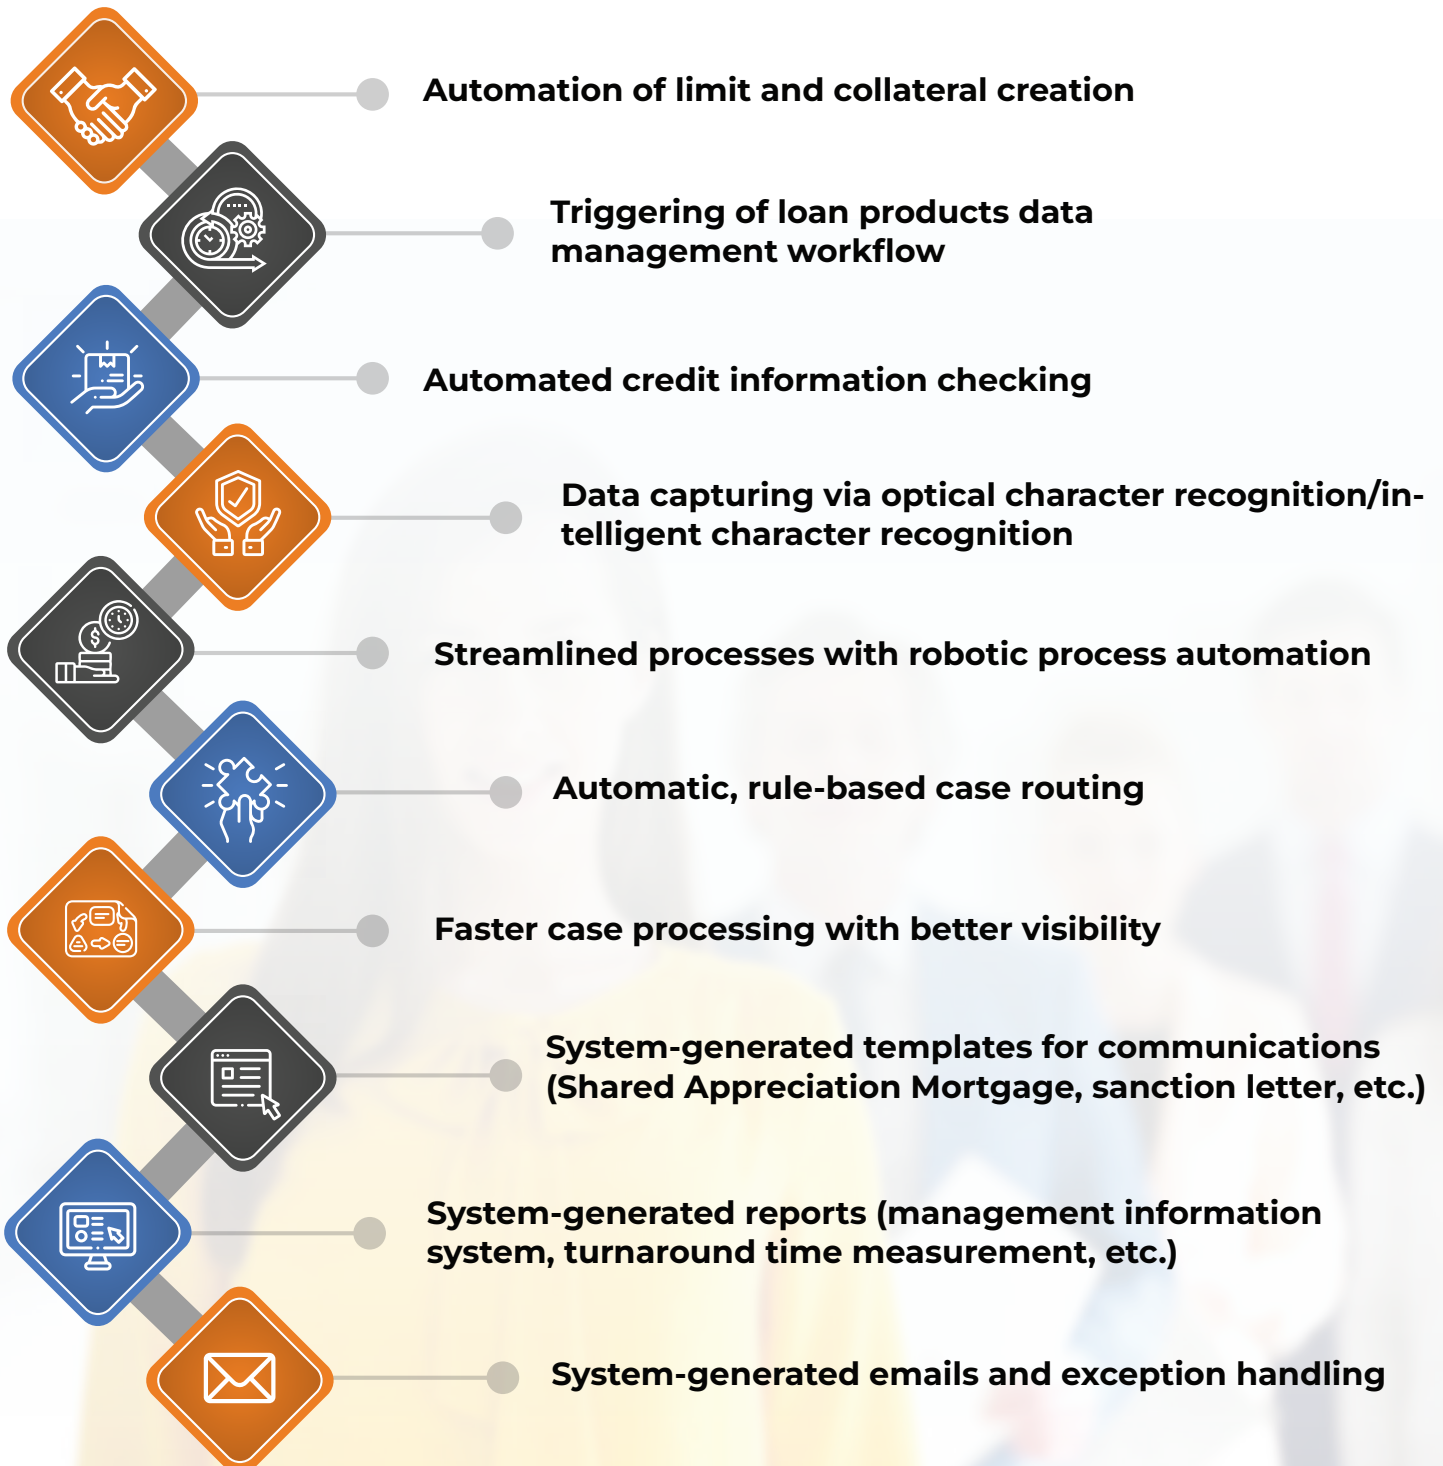 Automation of limit and collateral creation
Triggering of loan products data
management workflow
Automated credit information checking
Data capturing via optical character recognition/in-
telligent character recognition
Streamlined processes with robotic process automation
Automatic, rule-based case routing
Faster case processing with better visibility
System-generated templates for communications
(Shared Appreciation Mortgage, sanction letter, etc.)
System-generated reports (management information
system, turnaround time measurement, etc.)
System-generated emails and exception handling